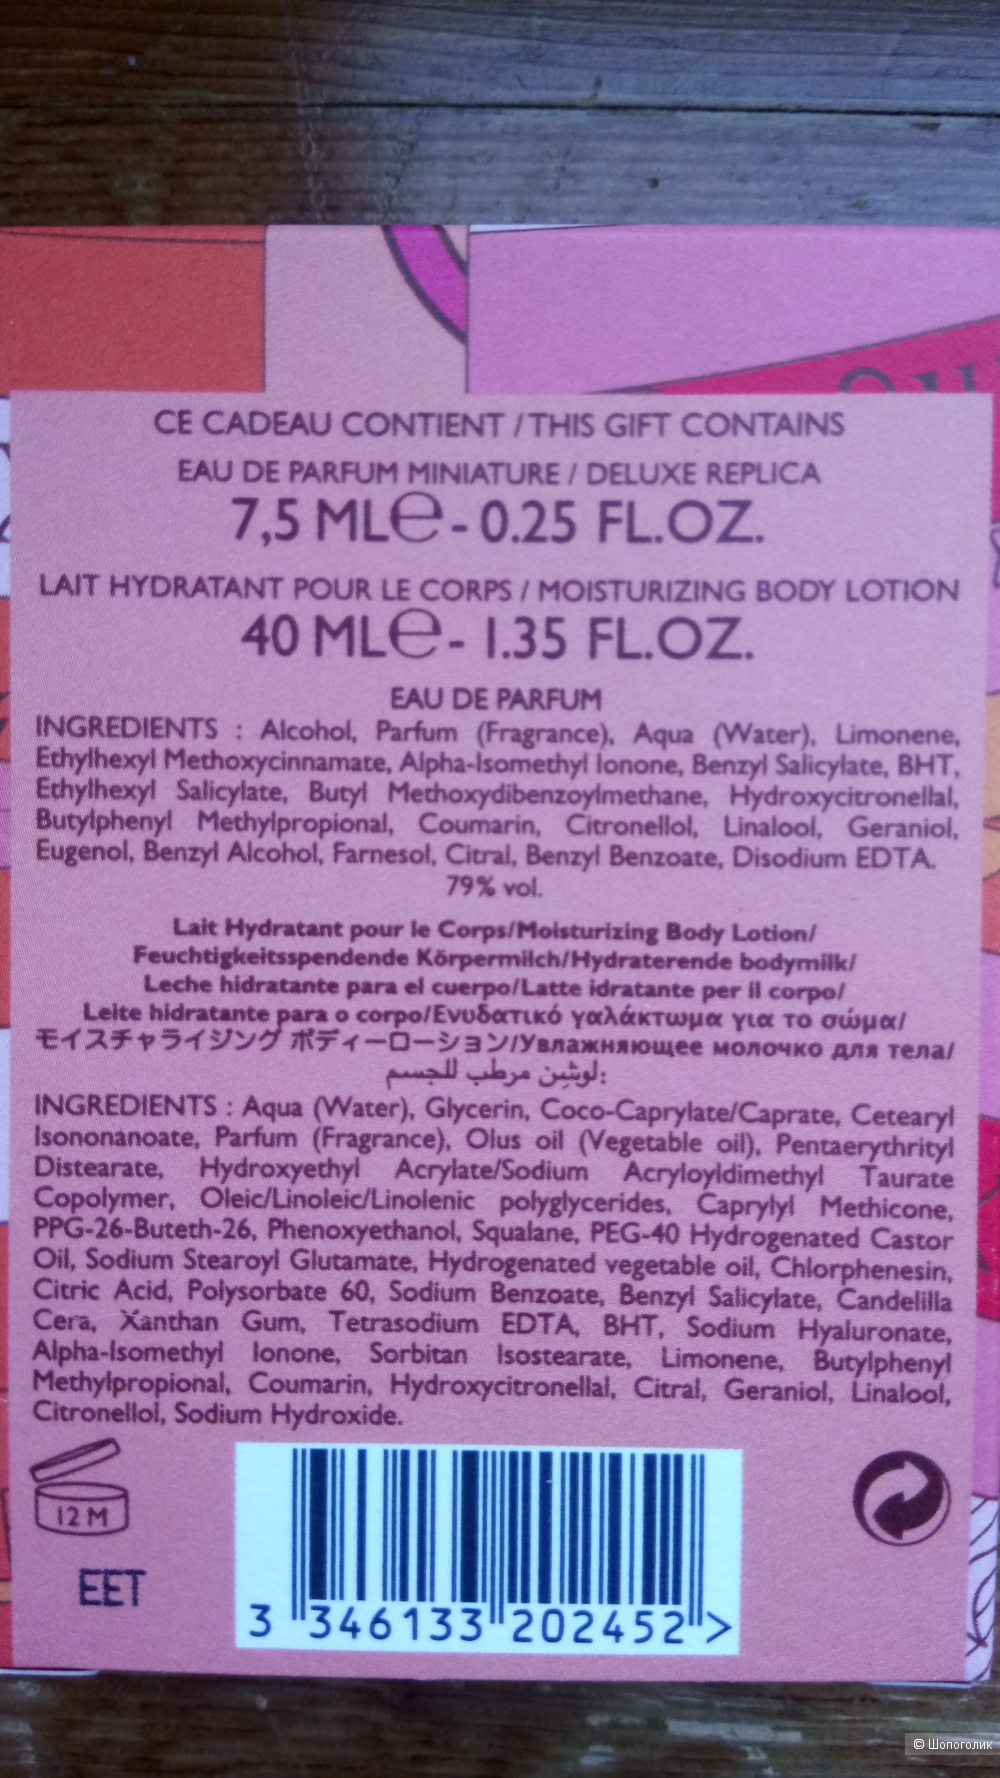 CE CADEAU CONTIENT / THIS GIFT CONTAINS
EAU DE PARFUM MINIATURE / DELUXE REPLICA
7,5 ML e - 0.25 FL.OZ.
LAIT HYDRATANT POUR LE CORPS / MOISTURIZING BODY LOTION
40 ML e - 1.35 FL.OZ.
EAU DE PARFUM
INGREDIENTS : Alcohol, Parfum (Fragrance), Aqua (Water), Limonene,
Ethylhexyl Methoxycinnamate, Alpha-Isomethyl Ionone, Benzyl Salicylate, BHT,
Ethylhexyl Salicylate, Butyl Methoxydibenzoylmethane, Hydroxycitronellal,
Butylphenyl Methylpropional, Coumarin, Citronellol, Linalool, Geraniol,
Eugenol, Benzyl Alcohol, Farnesol, Citral, Benzyl Benzoate, Disodium EDTA.
79% vol.
Lait Hydratant pour le Corps/Moisturizing Body Lotion/
Feuchtigkeitsspendende Körpermilch/Hydraterende bodymilk/
Leche hidratante para el cuerpo/Latte idratante per il corpo/
Leite hidratante para o corpo/Ενυδατικό γαλάκτωμα για το σώμα/
モイスチャライジング ボディーローション/Увлажняющее молочко для тела/
لوشِين مرطب للجسم:
INGREDIENTS : Aqua (Water), Glycerin, Coco-Caprylate/Caprate, Cetearyl
Isononanoate, Parfum (Fragrance), Olus oil (Vegetable oil), Pentaerythrityl
Distearate, Hydroxyethyl Acrylate/Sodium Acryloyldimethyl Taurate
Copolymer, Oleic/Linoleic/Linolenic polyglycerides, Caprylyl Methicone,
PPG-26-Buteth-26, Phenoxyethanol, Squalane, PEG-40 Hydrogenated Castor
Oil, Sodium Stearoyl Glutamate, Hydrogenated vegetable oil, Chlorphenesin,
Citric Acid, Polysorbate 60, Sodium Benzoate, Benzyl Salicylate, Candelilla
Cera, Xanthan Gum, Tetrasodium EDTA, BHT, Sodium Hyaluronate,
Alpha-Isomethyl Ionone, Sorbitan Isostearate, Limonene, Butylphenyl
Methylpropional, Coumarin, Hydroxycitronellal, Citral, Geraniol, Linalool,
Citronellol, Sodium Hydroxide.
12 M
EET
3 346133 202452 >
© Шопоголик